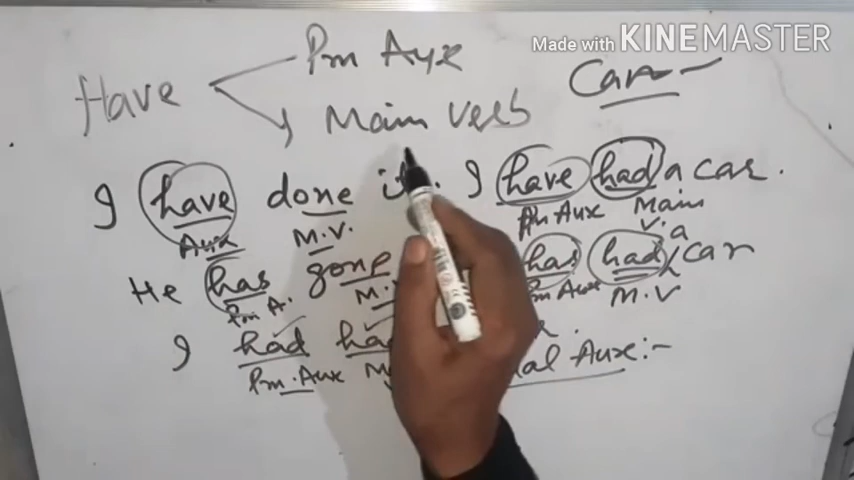 Made with KINEMASTER
Pm Aux
Have
Main verb
Car
I have done it. I have had a car.
Aux M.V. Pm Aux Main
V.
He has gone has had a car
Pm A. M. Pm Aux M.V
I had
Pm. Aux M
Aux:-